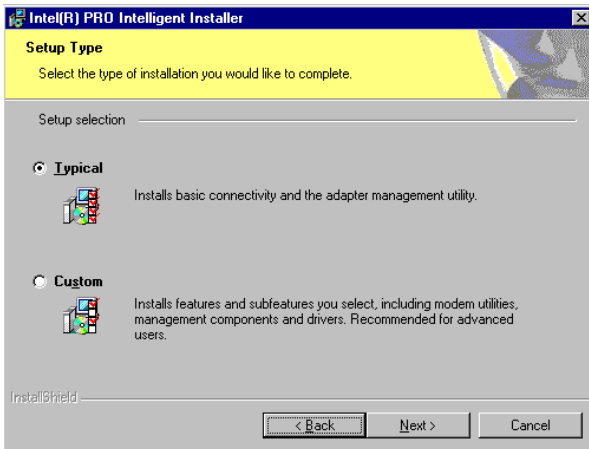 Intel(R) PRO Intelligent Installer
Setup Type
Select the type of installation you would like to complete.
Setup selection
Typical
Installs basic connectivity and the adapter management utility.
Custom
Installs features and subfeatures you select, including modem utilities,
management components and drivers. Recommended for advanced
users.
InstallShield
< Back
Next >
Cancel